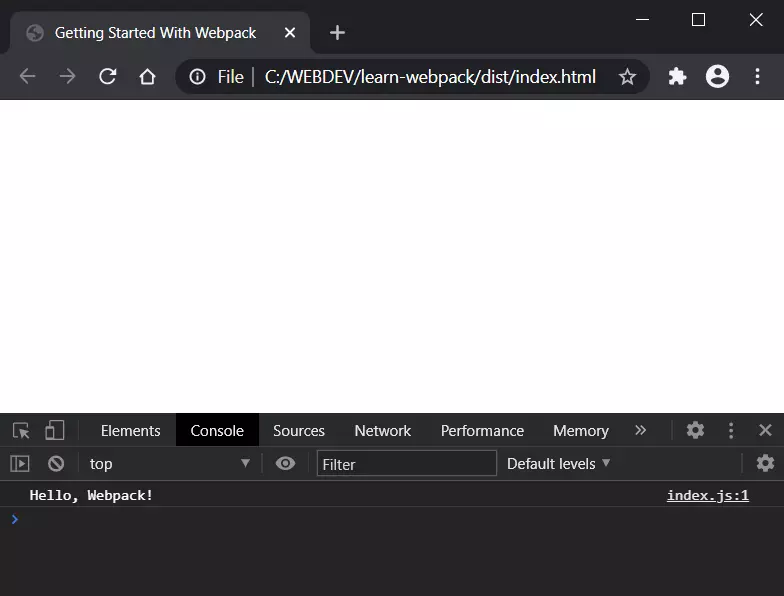 Getting Started With Webpack
File C:/WEBDEV/learn-webpack/dist/index.html
Elements Console Sources Network Performance Memory
top Filter Default levels
Hello, Webpack! index.js:1